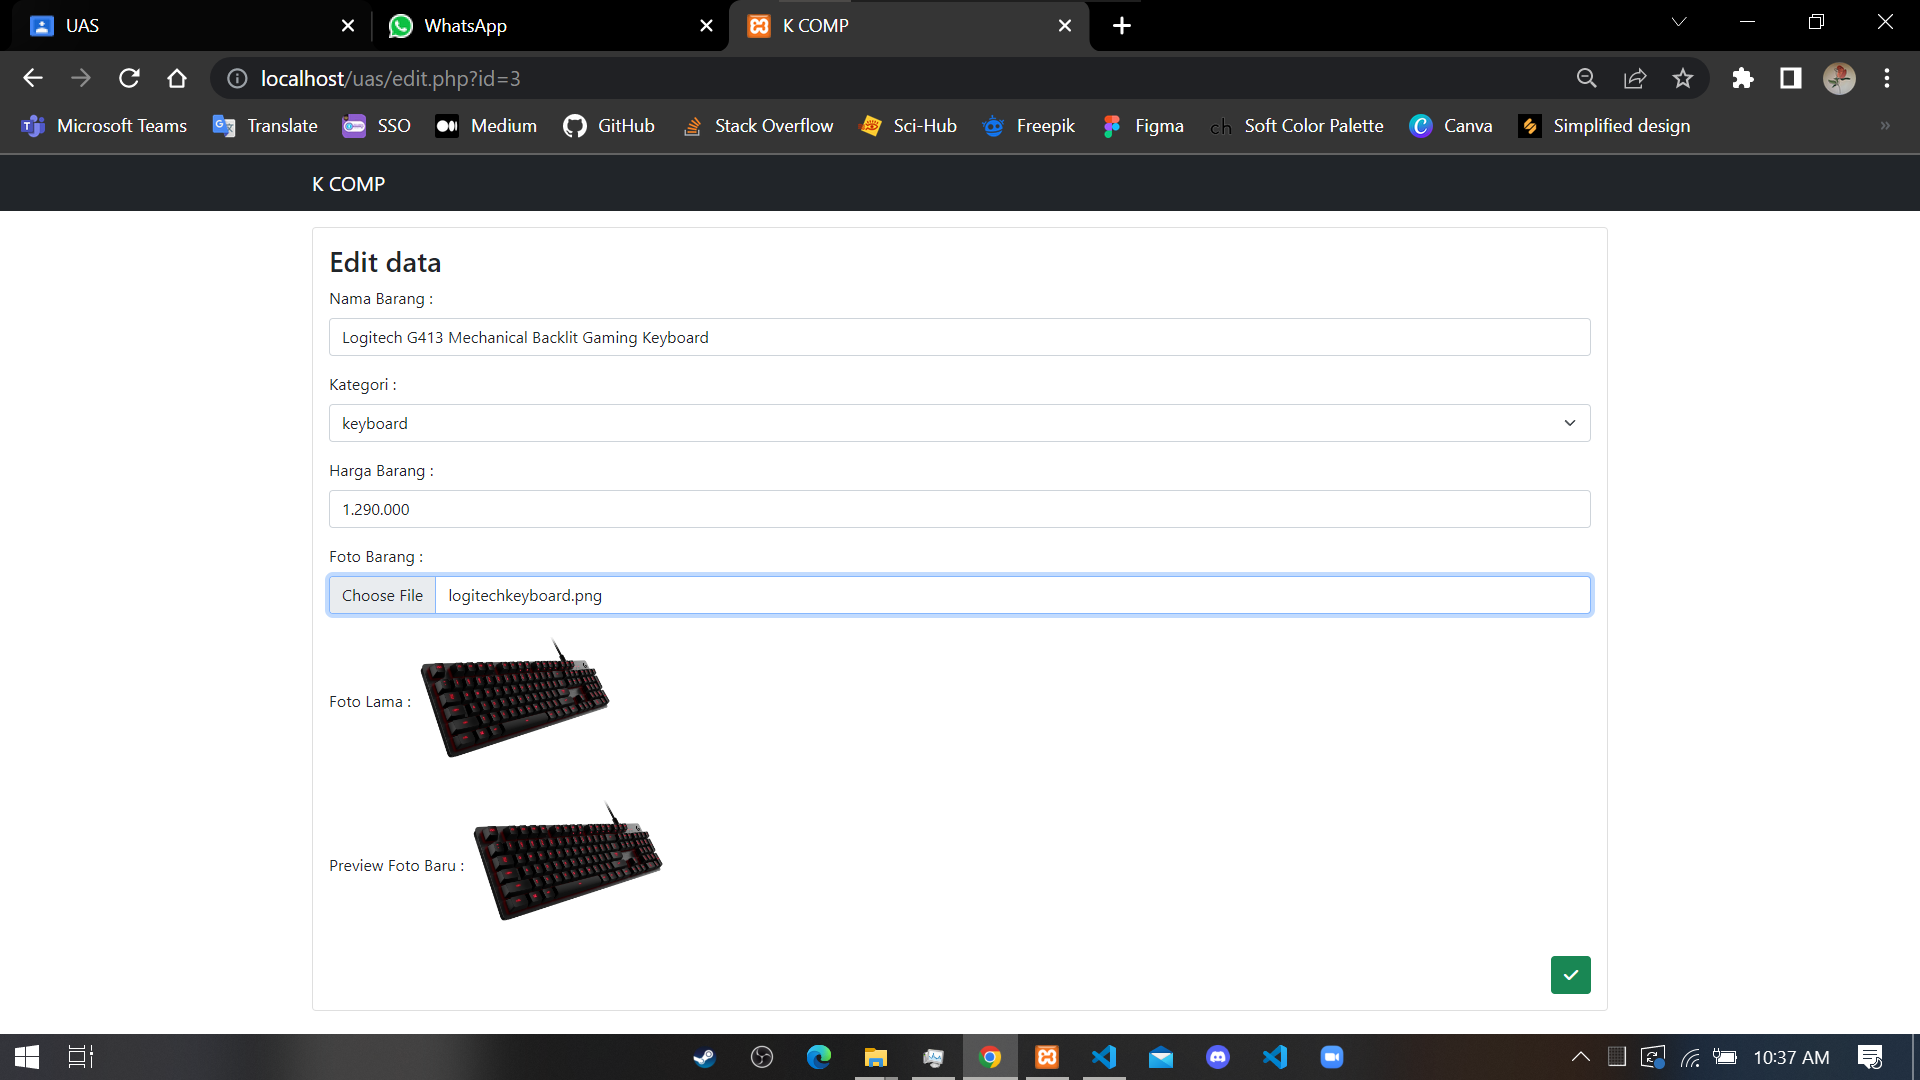 UAS
WhatsApp
K COMP
localhost/uas/edit.php?id=3
Microsoft Teams
Translate
SSO
Medium
GitHub
Stack Overflow
Sci-Hub
Freepik
Figma
ch
Soft Color Palette
Canva
Simplified design
K COMP
Edit data
Nama Barang :
Logitech G413 Mechanical Backlit Gaming Keyboard
Kategori :
keyboard
Harga Barang :
1.290.000
Foto Barang :
Choose File
logitechkeyboard.png
Foto Lama :
Preview Foto Baru :
10:37 AM